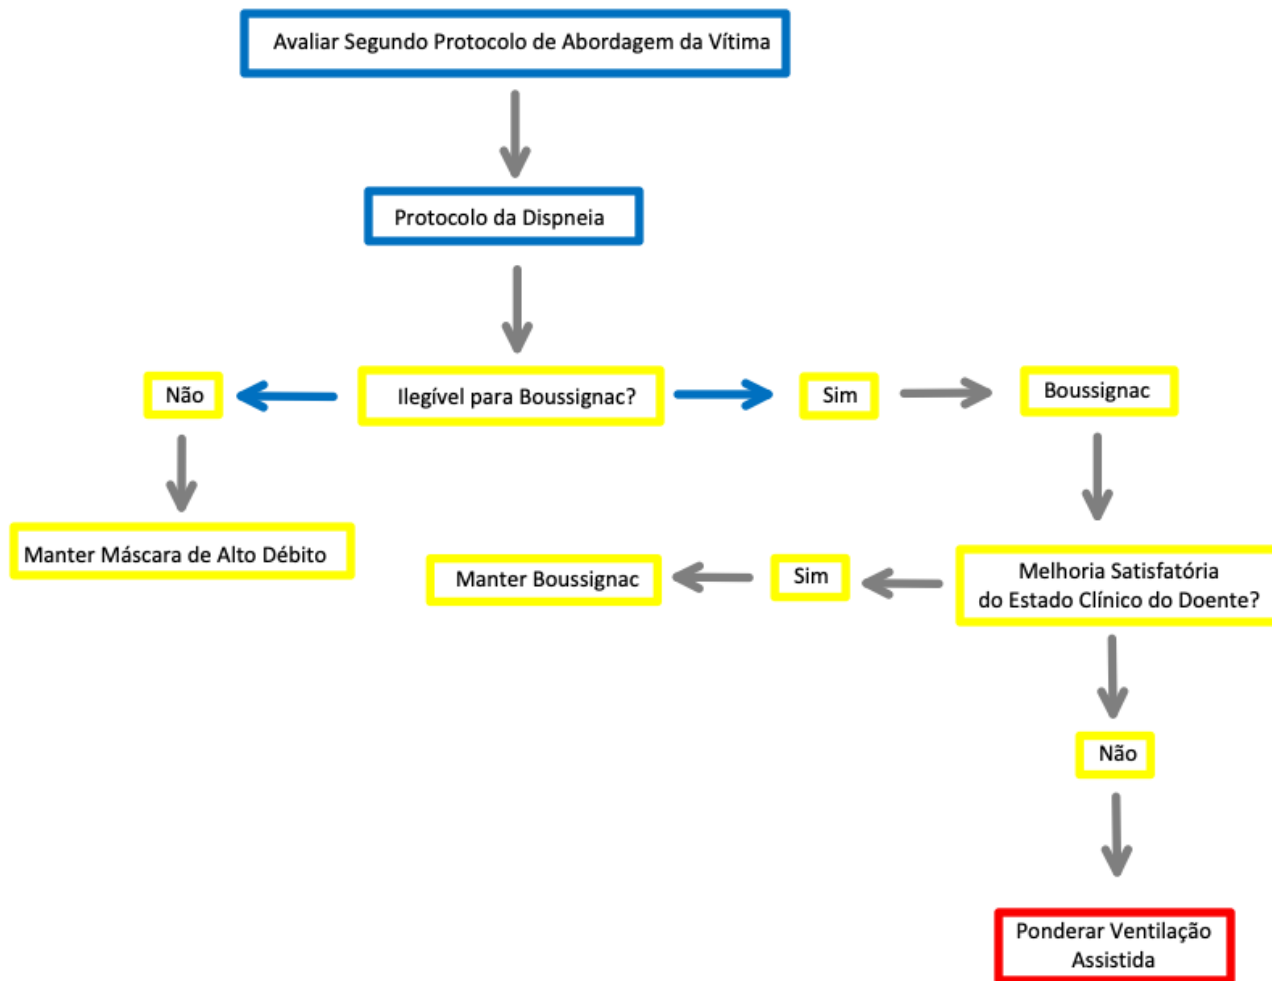 Avaliar Segundo Protocolo de Abordagem da Vítima
Protocolo da Dispneia
Não
Ilegível para Boussignac?
Sim
Boussignac
Manter Máscara de Alto Débito
Manter Boussignac
Sim
Melhoria Satisfatória
do Estado Clínico do Doente?
Não
Ponderar Ventilação
Assistida